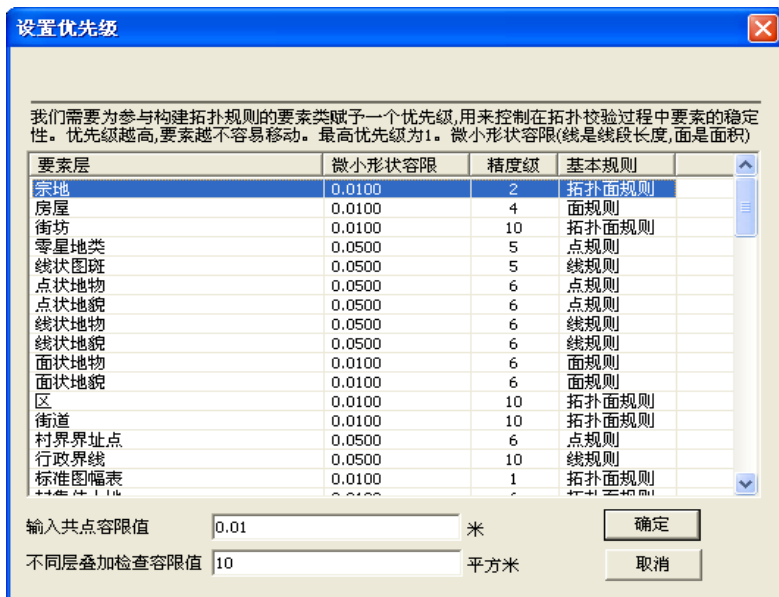 设置优先级
我们需要为参与构建拓扑规则的要素类赋予一个优先级,用来控制在拓扑校验过程中要素的稳定
性。优先级越高,要素越不容易移动。最高优先级为1。微小形状容限(线是线段长度,面是面积)
要素层 微小形状容限 精度级 基本规则
宗地 0.0100 2 拓扑面规则
房屋 0.0100 4 面规则
街坊 0.0100 10 拓扑面规则
零星地类 0.0500 5 点规则
线状图斑 0.0500 5 线规则
点状地物 0.0500 6 点规则
点状地貌 0.0500 6 点规则
线状地物 0.0500 6 线规则
线状地貌 0.0500 6 线规则
面状地物 0.0100 6 面规则
面状地貌 0.0100 6 面规则
区 0.0100 10 拓扑面规则
街道 0.0100 10 拓扑面规则
村界界址点 0.0500 6 点规则
行政界线 0.0500 10 线规则
标准图幅表 0.0100 1 拓扑面规则
输入共点容限值 0.01 米 确定
不同层叠加检查容限值 10 平方米 取消